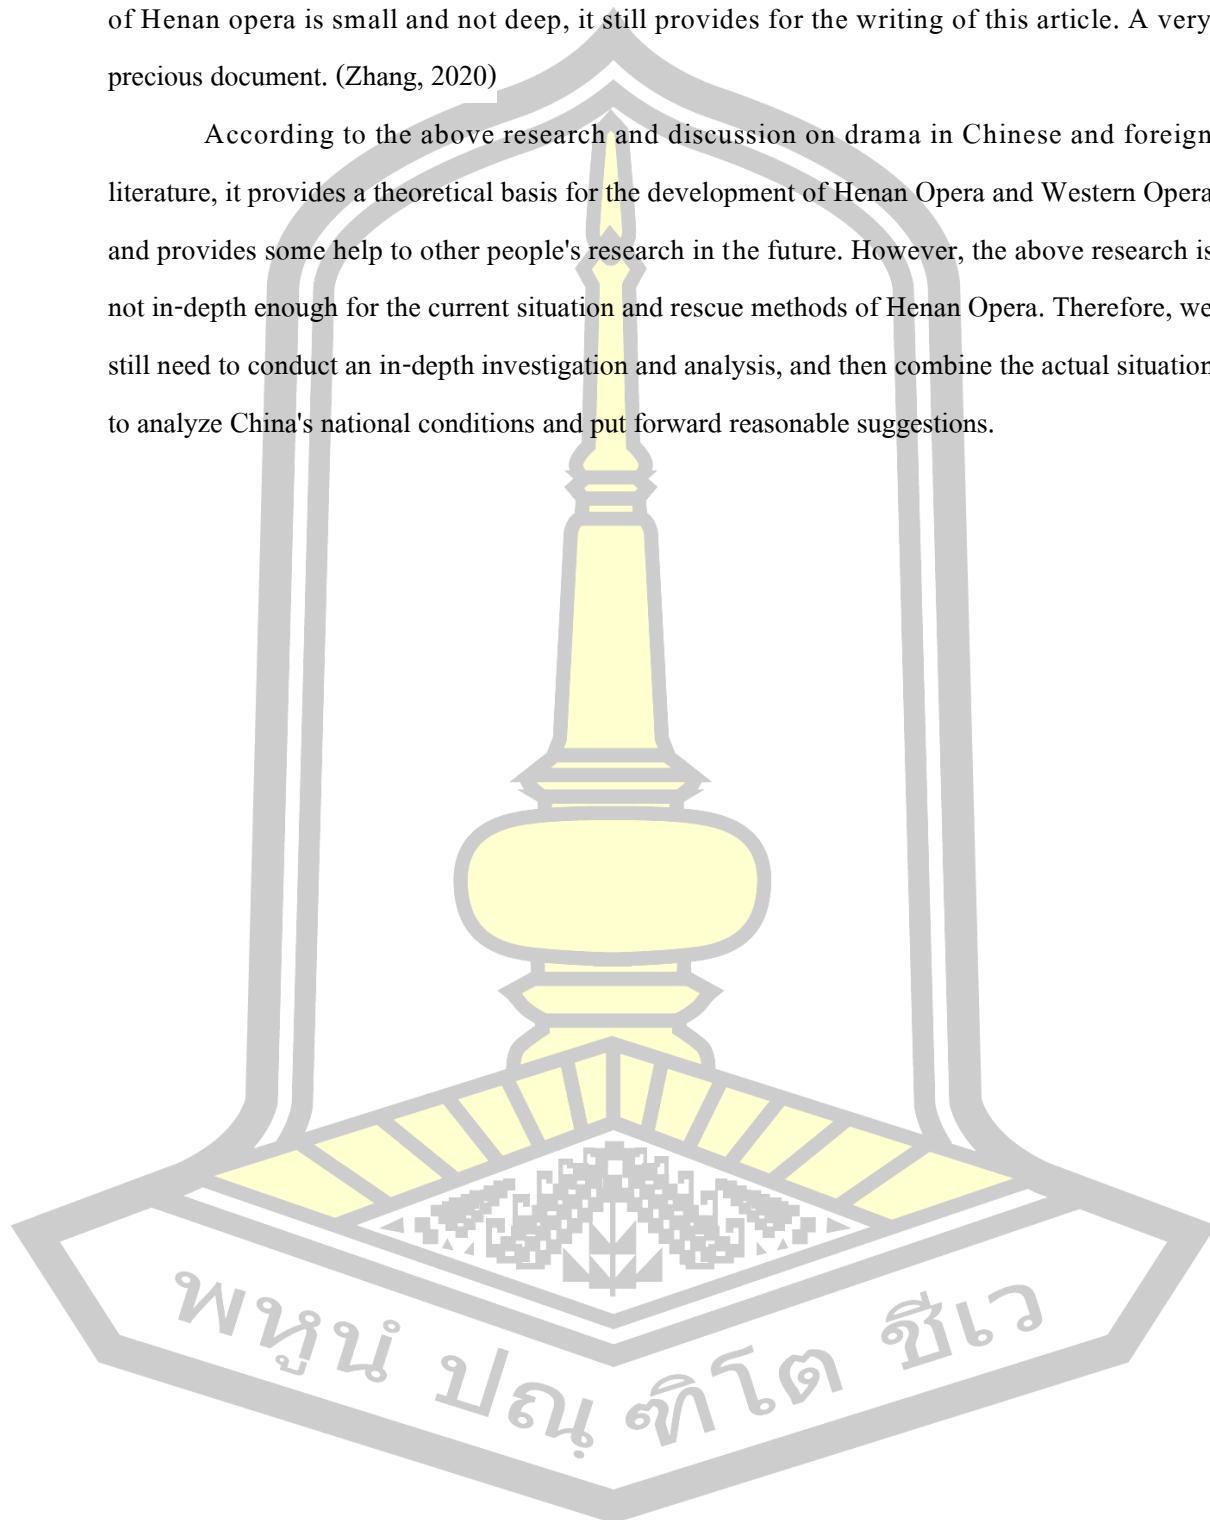 of Henan opera is small and not deep, it still provides for the writing of this article. A very
precious document. (Zhang, 2020)
According to the above research and discussion on drama in Chinese and foreign
literature, it provides a theoretical basis for the development of Henan Opera and Western Opera
and provides some help to other people's research in the future. However, the above research is
not in-depth enough for the current situation and rescue methods of Henan Opera. Therefore, we
still need to conduct an in-depth investigation and analysis, and then combine the actual situation
to analyze China's national conditions and put forward reasonable suggestions.
พหูนํ ปณฺ ฑิโต ชีเว